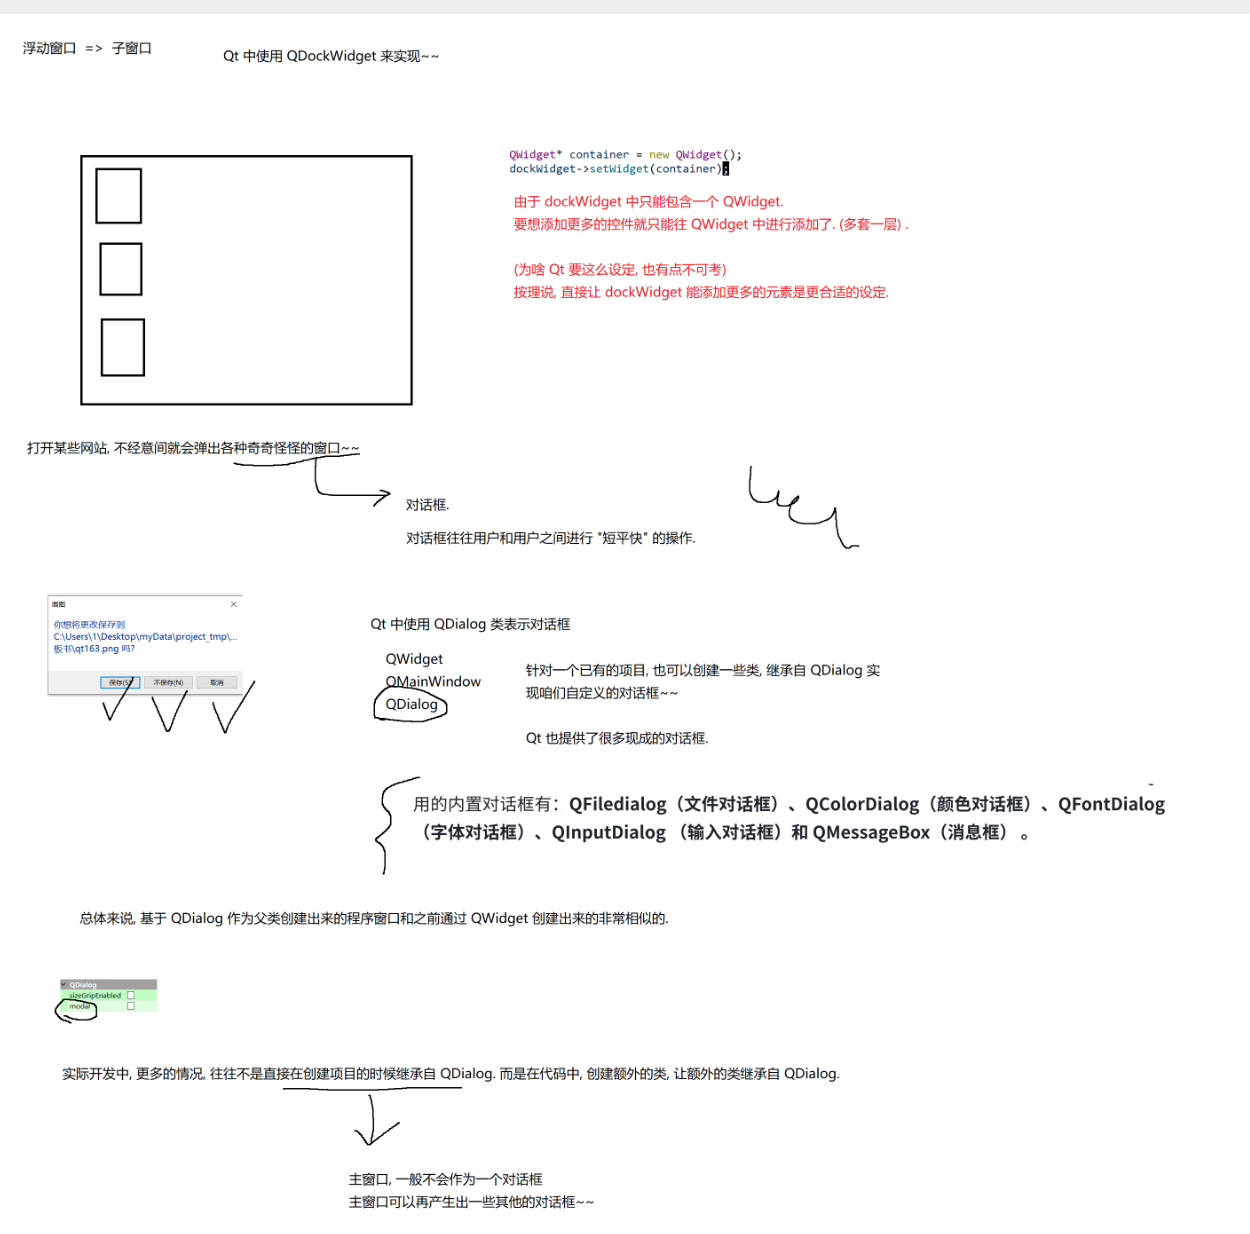 浮动窗口 => 子窗口
Qt 中使用 QDockWidget 来实现~~
QWidget* container = new QWidget();
dockWidget->setWidget(container);
由于 dockWidget 中只能包含一个 QWidget.
要想添加更多的控件就只能往 QWidget 中进行添加了. (多套一层) .
(为啥 Qt 要这么设定, 也有点不可考)
按理说, 直接让 dockWidget 能添加更多的元素是更合适的设定.
打开某些网站, 不经意间就会弹出各种奇奇怪怪的窗口~~
对话框.
对话框往往用户和用户之间进行 "短平快" 的操作.
画图
你想将更改保存到
C:\Users\1\Desktop\myData\project_tmp\...
板书\qt163.png 吗?
保存(S)
不保存(N)
取消
Qt 中使用 QDialog 类表示对话框
QWidget
QMainWindow
QDialog
针对一个已有的项目, 也可以创建一些类, 继承自 QDialog 实
现咱们自定义的对话框~~
Qt 也提供了很多现成的对话框.
用的内置对话框有：QFiledialog（文件对话框）、QColorDialog（颜色对话框）、QFontDialog
（字体对话框）、QInputDialog （输入对话框）和 QMessageBox（消息框） 。
总体来说, 基于 QDialog 作为父类创建出来的程序窗口和之前通过 QWidget 创建出来的非常相似的.
QDialog
sizeGripEnabled
modal
实际开发中, 更多的情况, 往往不是直接在创建项目的时候继承自 QDialog. 而是在代码中, 创建额外的类, 让额外的类继承自 QDialog.
主窗口, 一般不会作为一个对话框
主窗口可以再产生出一些其他的对话框~~